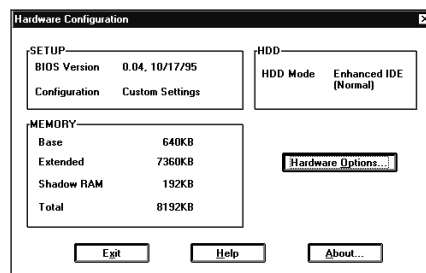 Hardware Configuration
SETUP
BIOS Version 0.04, 10/17/95
Configuration Custom Settings
HDD
HDD Mode Enhanced IDE
(Normal)
MEMORY
Base 640KB
Extended 7360KB
Shadow RAM 192KB
Total 8192KB
Hardware Options...
Exit Help About...